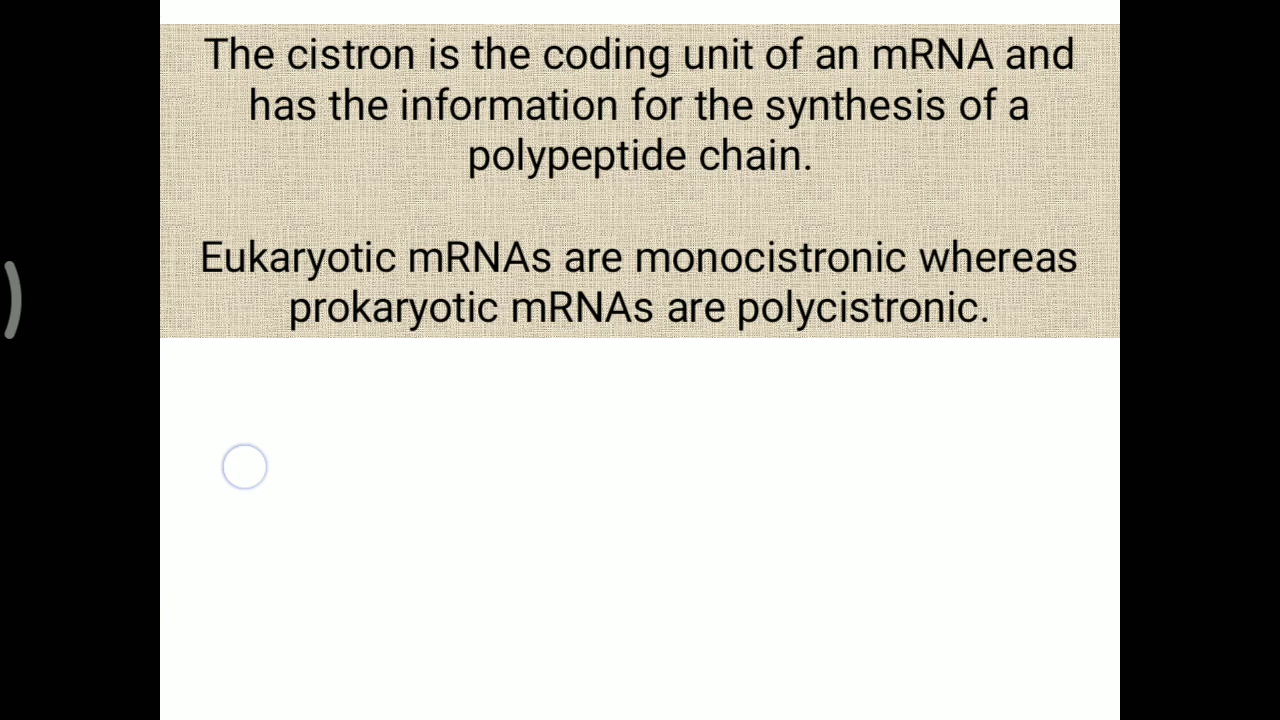 The cistron is the coding unit of an mRNA and
has the information for the synthesis of a
polypeptide chain.
Eukaryotic mRNAs are monocistronic whereas
prokaryotic mRNAs are polycistronic.